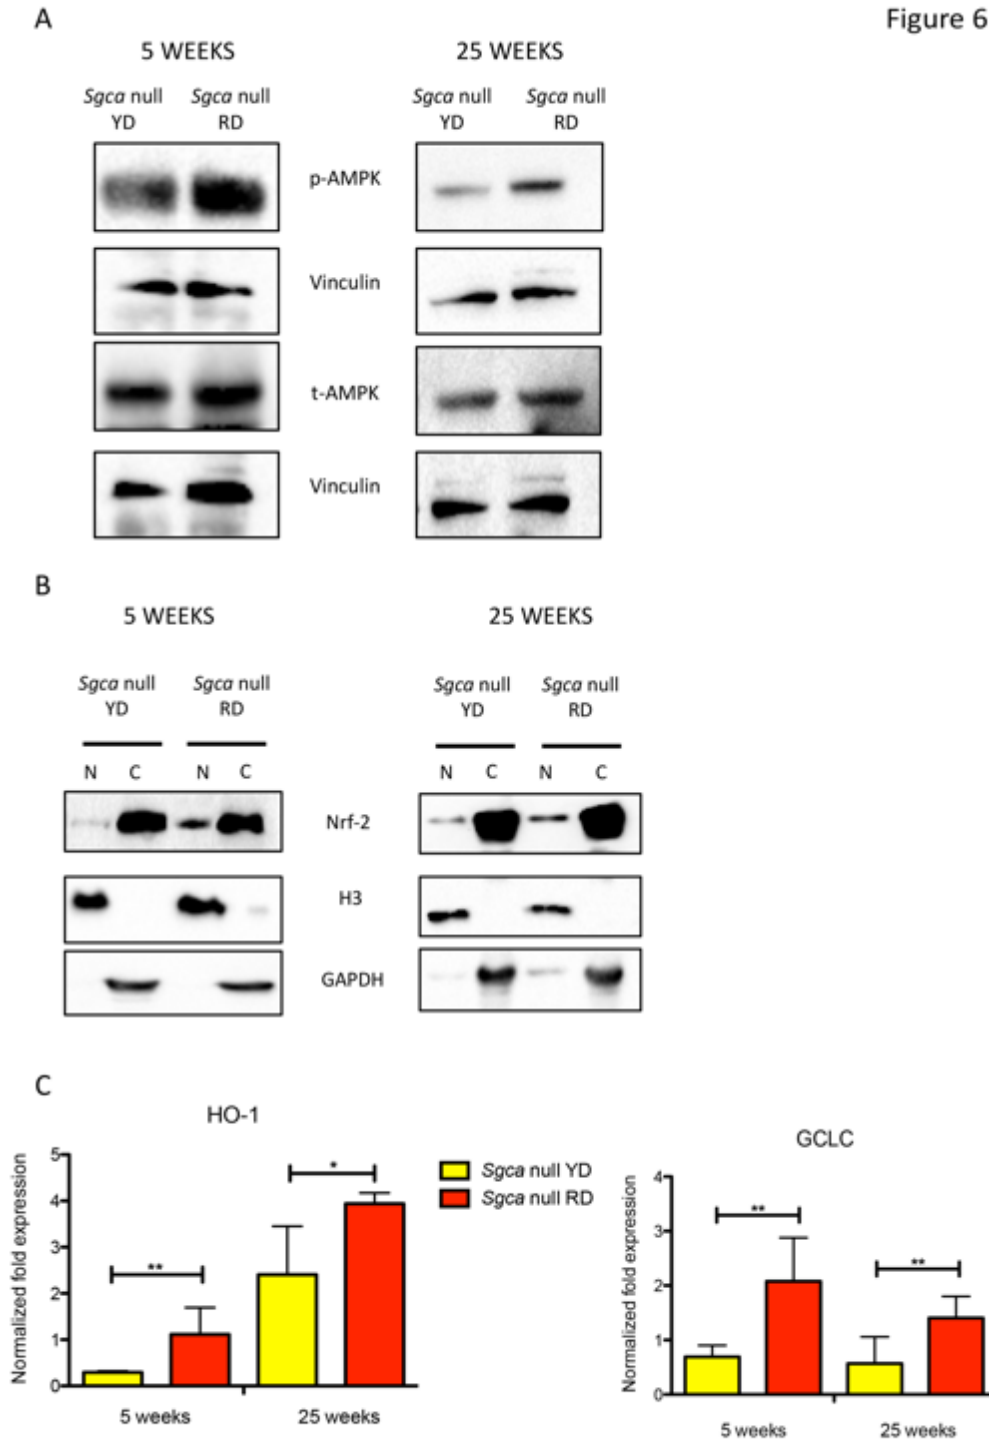 A
Figure 6
5 WEEKS
25 WEEKS
Sgca null
YD
Sgca null
RD
Sgca null
YD
Sgca null
RD
p-AMPK
Vinculin
t-AMPK
Vinculin
B
5 WEEKS
25 WEEKS
Sgca null
YD
Sgca null
RD
Sgca null
YD
Sgca null
RD
N C N C
N C N C
Nrf-2
H3
GAPDH
C
HO-1
Normalized fold expression
5
4
3
2
1
0
**
*
5 weeks
25 weeks
Sgca null YD
Sgca null RD
GCLC
Normalized fold expression
4
3
2
1
0
**
**
5 weeks
25 weeks